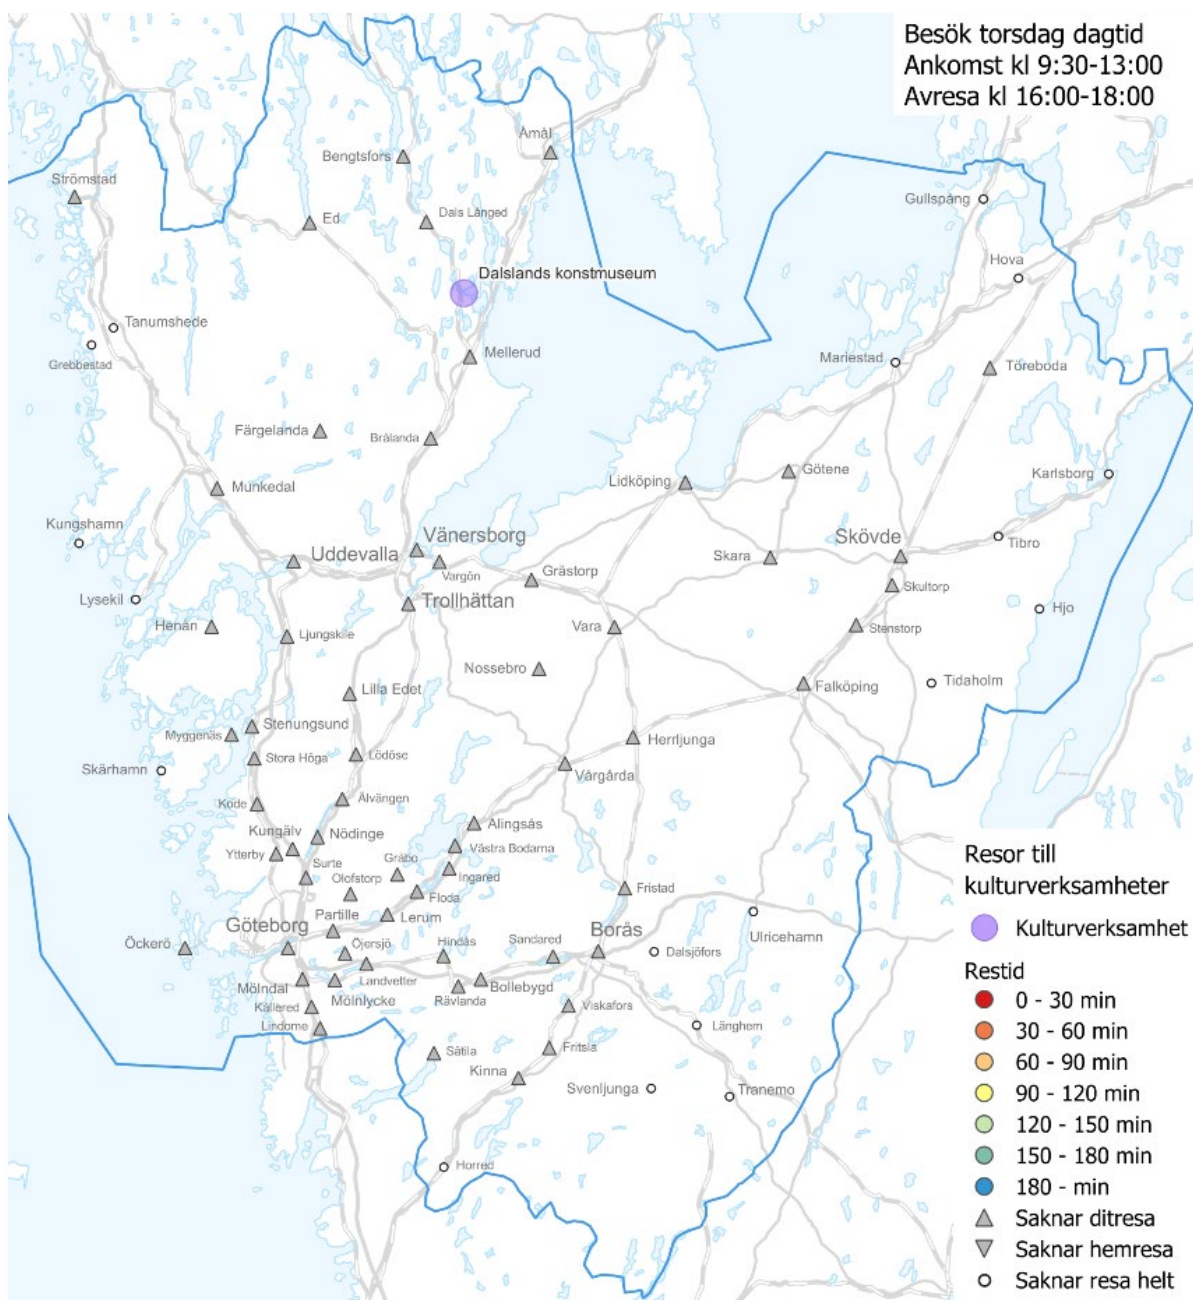 Besök torsdag dagtid
Ankomst kl 9:30-13:00
Avresa kl 16:00-18:00
Åmål
Bengtsfors
Strömstad
Gullspång
Ed
Dals Långed
Hova
Dalslands konstmuseum
Tanumshede
Grebbestad
Mellerud
Mariestad
Töreboda
Färgelanda
Brålanda
Götene
Karlsborg
Lidköping
Munkedal
Kungshamn
Vänersborg
Skövde
Tibro
Uddevalla
Skara
Vargön
Grästorp
Skultorp
Lysekil
Trollhättan
Hjo
Henån
Ljungskile
Vara
Stenstorp
Nossebro
Tidaholm
Lilla Edet
Falköping
Stenungsund
Myggenäs
Herrljunga
Stora Höga
Lödöse
Skärhamn
Vårgårda
Kode
Älvängen
Alingsås
Kungälv
Nödinge
Västra Bodarna
Ytterby
Gråbo
Surte
Ingared
Olofstorp
Fristad
Floda
Partille
Lerum
Göteborg
Borås
Ulricehamn
Öckerö
Öjersjö
Hindås
Sandared
Dalsjöfors
Landvetter
Bollebygd
Mölndal
Mölnlycke
Rävlanda
Kållered
Viskafors
Lindome
Länghem
Sätila
Fritsla
Kinna
Svenljunga
Tranemo
Horred
Resor till
kulturverksamheter
Kulturverksamhet
Restid
0 - 30 min
30 - 60 min
60 - 90 min
90 - 120 min
120 - 150 min
150 - 180 min
180 - min
Saknar ditresa
Saknar hemresa
Saknar resa helt